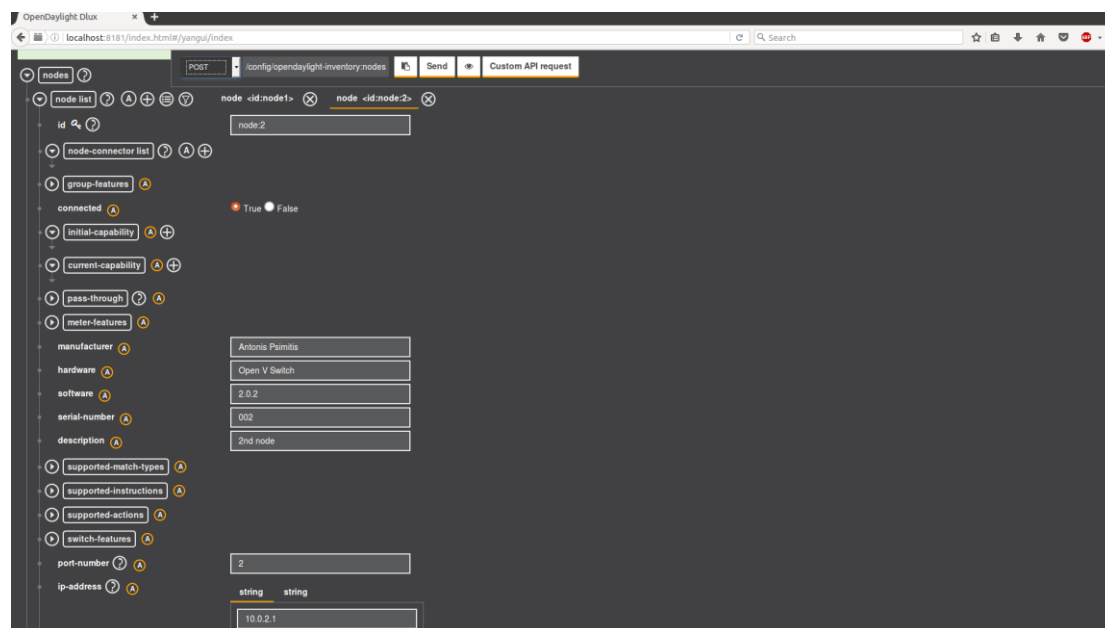 OpenDaylight Dlux
localhost:8181/index.html#/yangui/index
Search
ABP
nodes ?
POST /config/opendaylight-inventory:nodes Send Custom API request
node list ? A node <id:node1> node <id:node:2>
id ? node:2
node-connector list ? A
group-features A
connected A True False
initial-capability A
current-capability A
pass-through ? A
meter-features A
manufacturer A Antonis Psimitis
hardware A Open V Switch
software A 2.0.2
serial-number A 002
description A 2nd node
supported-match-types A
supported-instructions A
supported-actions A
switch-features A
port-number ? A 2
ip-address ? A string string
10.0.2.1